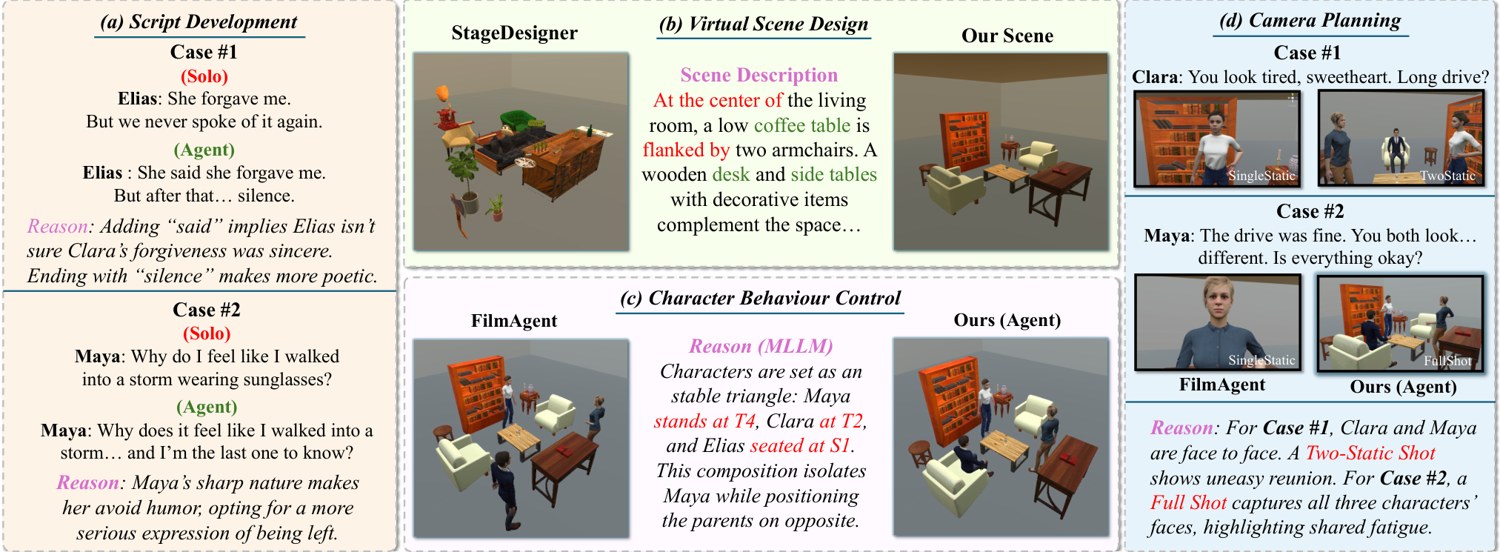 (a) Script Development
Case #1
(Solo)
Elias: She forgave me.
But we never spoke of it again.
(Agent)
Elias : She said she forgave me.
But after that… silence.
Reason: Adding “said” implies Elias isn’t
sure Clara’s forgiveness was sincere.
Ending with “silence” makes more poetic.
Case #2
(Solo)
Maya: Why do I feel like I walked
into a storm wearing sunglasses?
(Agent)
Maya: Why does it feel like I walked into a
storm… and I’m the last one to know?
Reason: Maya’s sharp nature makes
her avoid humor, opting for a more
serious expression of being left.
(b) Virtual Scene Design
StageDesigner
Our Scene
Scene Description
At the center of the living
room, a low coffee table is
flanked by two armchairs. A
wooden desk and side tables
with decorative items
complement the space…
(c) Character Behaviour Control
FilmAgent
Ours (Agent)
Reason (MLLM)
Characters are set as an
stable triangle: Maya
stands at T4, Clara at T2,
and Elias seated at S1.
This composition isolates
Maya while positioning
the parents on opposite.
(d) Camera Planning
Case #1
Clara: You look tired, sweetheart. Long drive?
SingleStatic
TwoStatic
Case #2
Maya: The drive was fine. You both look…
different. Is everything okay?
SingleStatic
FullShot
FilmAgent
Ours (Agent)
Reason: For Case #1, Clara and Maya
are face to face. A Two-Static Shot
shows uneasy reunion. For Case #2, a
Full Shot captures all three characters’
faces, highlighting shared fatigue.